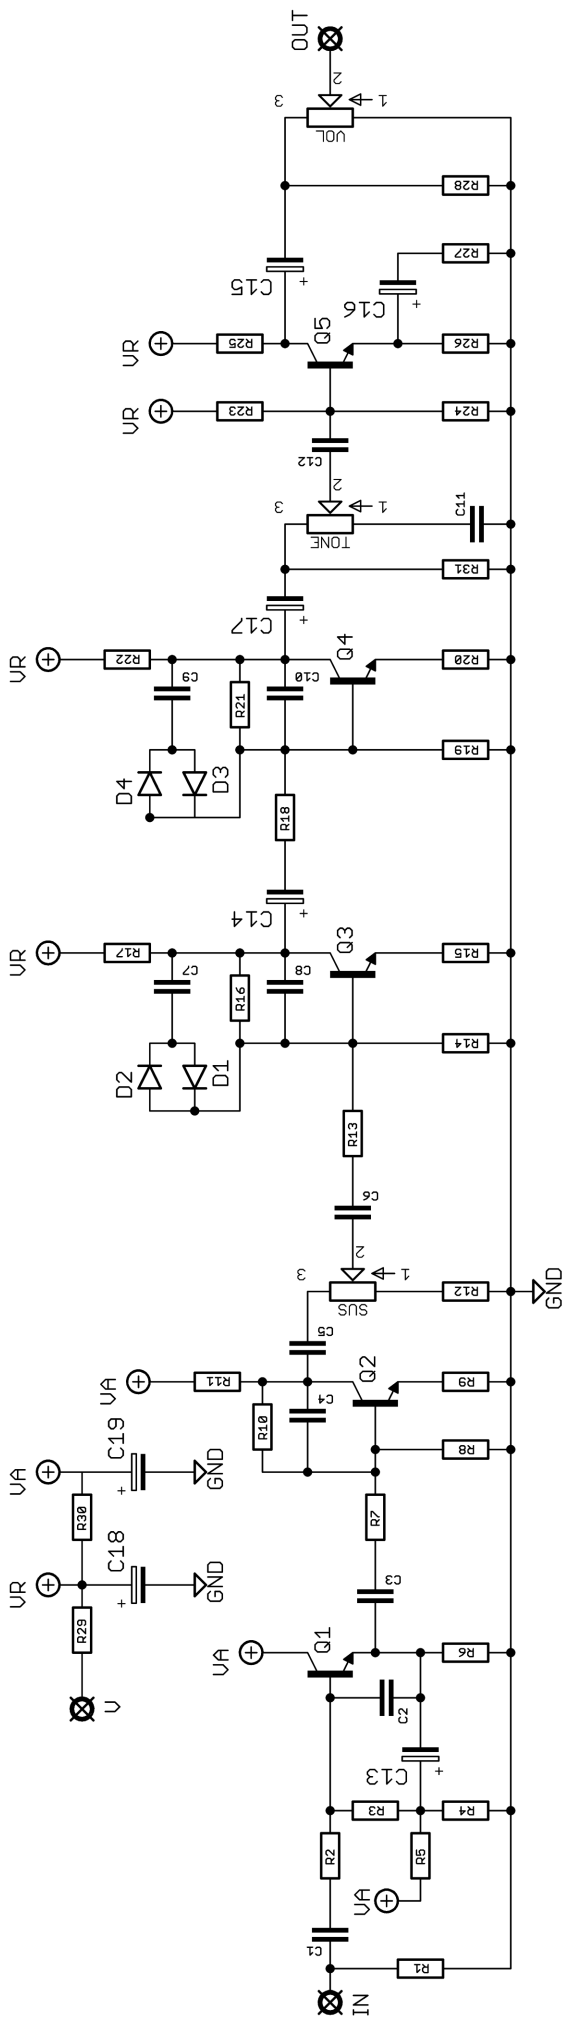 OUT
2
3
1
VOL
R28
R27
C15
+
C16
+
VR
R25
Q5
R26
VR
R23
R24
C12
2
3
1
TONE
C11
R31
C17
+
VR
R22
Q4
R20
C9
R21
C10
R19
D4
D3
R18
C14
+
VR
R17
Q3
R15
C7
R16
C8
R14
D2
D1
R13
C6
2
3
1
SUS
R12
GND
C5
VA
R11
Q2
R9
C4
R10
R8
C19
VA
+
GND
R30
R7
C18
VR
+
GND
C3
R29
Q1
VA
R6
V
C2
C13
+
R3
R4
R2
R5
VA
C1
R1
IN